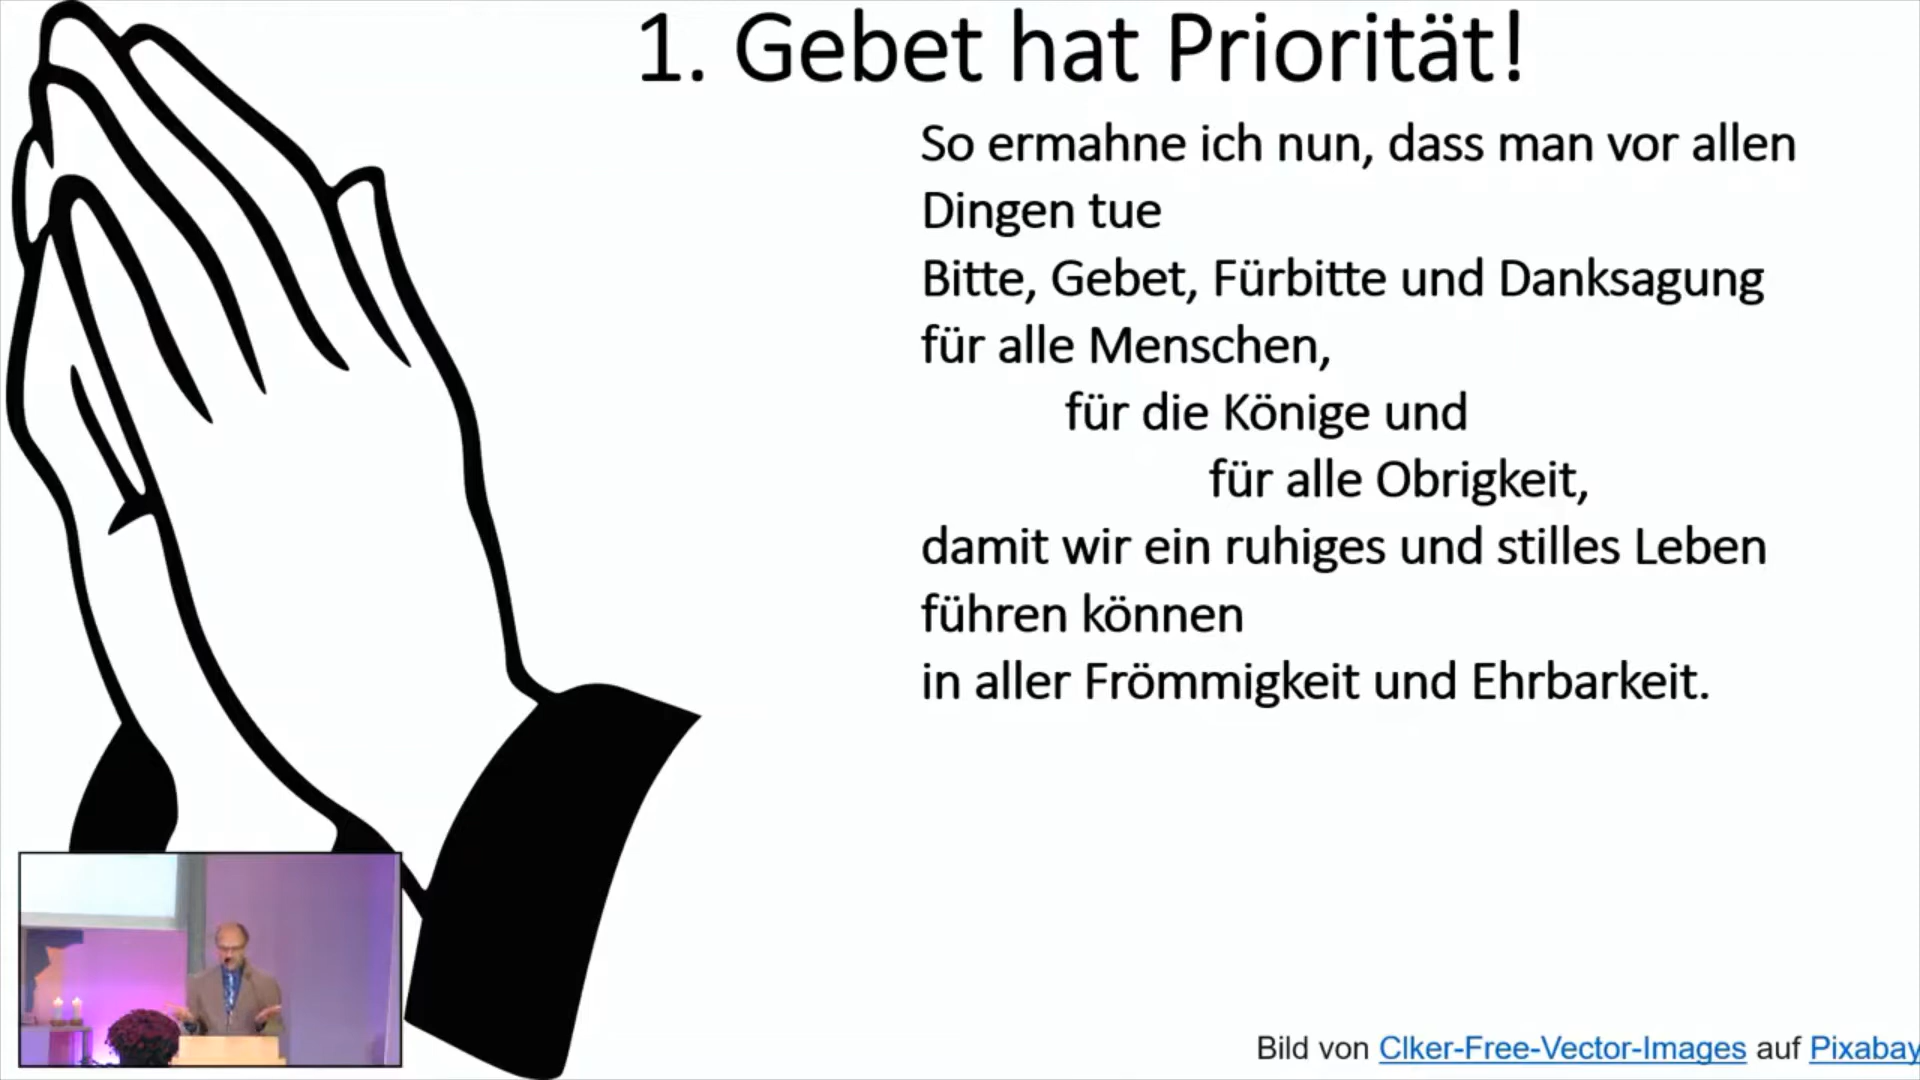 1. Gebet hat Priorität!
So ermahne ich nun, dass man vor allen
Dingen tue
Bitte, Gebet, Fürbitte und Danksagung
für alle Menschen,
für die Könige und
für alle Obrigkeit,
damit wir ein ruhiges und stilles Leben
führen können
in aller Frömmigkeit und Ehrbarkeit.
Bild von Clker-Free-Vector-Images auf Pixabay